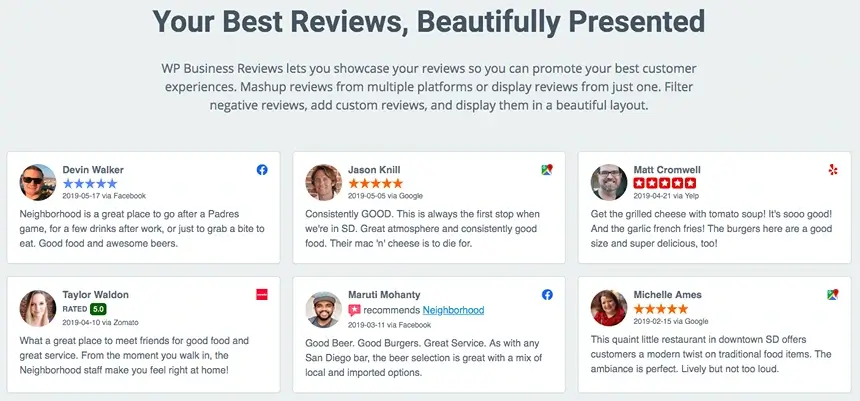 Your Best Reviews, Beautifully Presented
WP Business Reviews lets you showcase your reviews so you can promote your best customer
experiences. Mashup reviews from multiple platforms or display reviews from just one. Filter
negative reviews, add custom reviews, and display them in a beautiful layout.
Devin Walker
2019-05-17 via Facebook
Neighborhood is a great place to go after a Padres
game, for a few drinks after work, or just to grab a bite to
eat. Good food and awesome beers.
Jason Knill
2019-05-05 via Google
Consistently GOOD. This is always the first stop when
we're in SD. Great atmosphere and consistently good
food. Their mac 'n' cheese is to die for.
Matt Cromwell
2019-04-21 via Yelp
Get the grilled cheese with tomato soup! It's sooo good!
And the garlic french fries! The burgers here are a good
size and super delicious, too!
Taylor Waldon
RATED 5.0
2019-04-10 via Zomato
What a great place to meet friends for good food and
great service. From the moment you walk in, the
Neighborhood staff make you feel right at home!
Maruti Mohanty
recommends Neighborhood
2019-03-11 via Facebook
Good Beer. Good Burgers. Great Service. As with any
San Diego bar, the beer selection is great with a mix of
local and imported options.
Michelle Ames
2019-02-15 via Google
This quaint little restaurant in downtown SD offers
customers a modern twist on traditional food items. The
ambiance is perfect. Lively but not too loud.